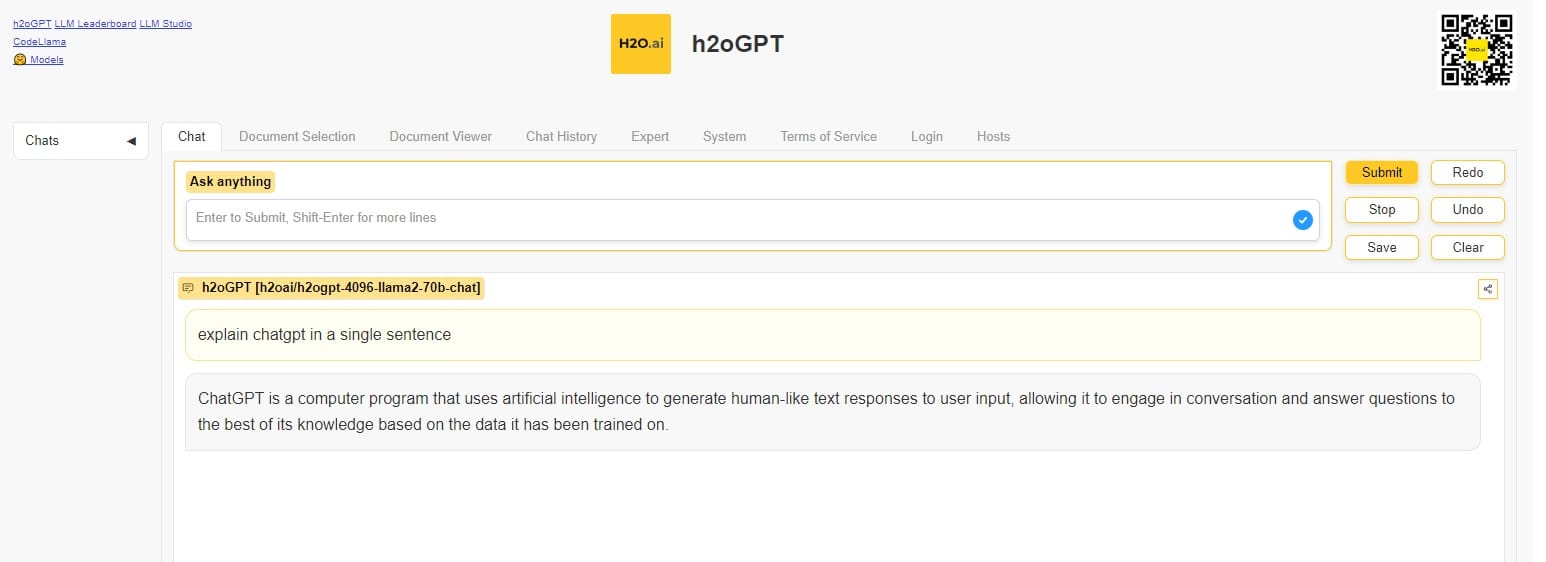 h2oGPT LLM Leaderboard LLM Studio
CodeLlama
🤗 Models
H2O.ai h2oGPT
H2O.ai
Chats ◀
Chat Document Selection Document Viewer Chat History Expert System Terms of Service Login Hosts
Ask anything
Enter to Submit, Shift-Enter for more lines
Submit Redo
Stop Undo
Save Clear
h2oGPT [h2oai/h2ogpt-4096-llama2-70b-chat]
explain chatgpt in a single sentence
ChatGPT is a computer program that uses artificial intelligence to generate human-like text responses to user input, allowing it to engage in conversation and answer questions to
the best of its knowledge based on the data it has been trained on.